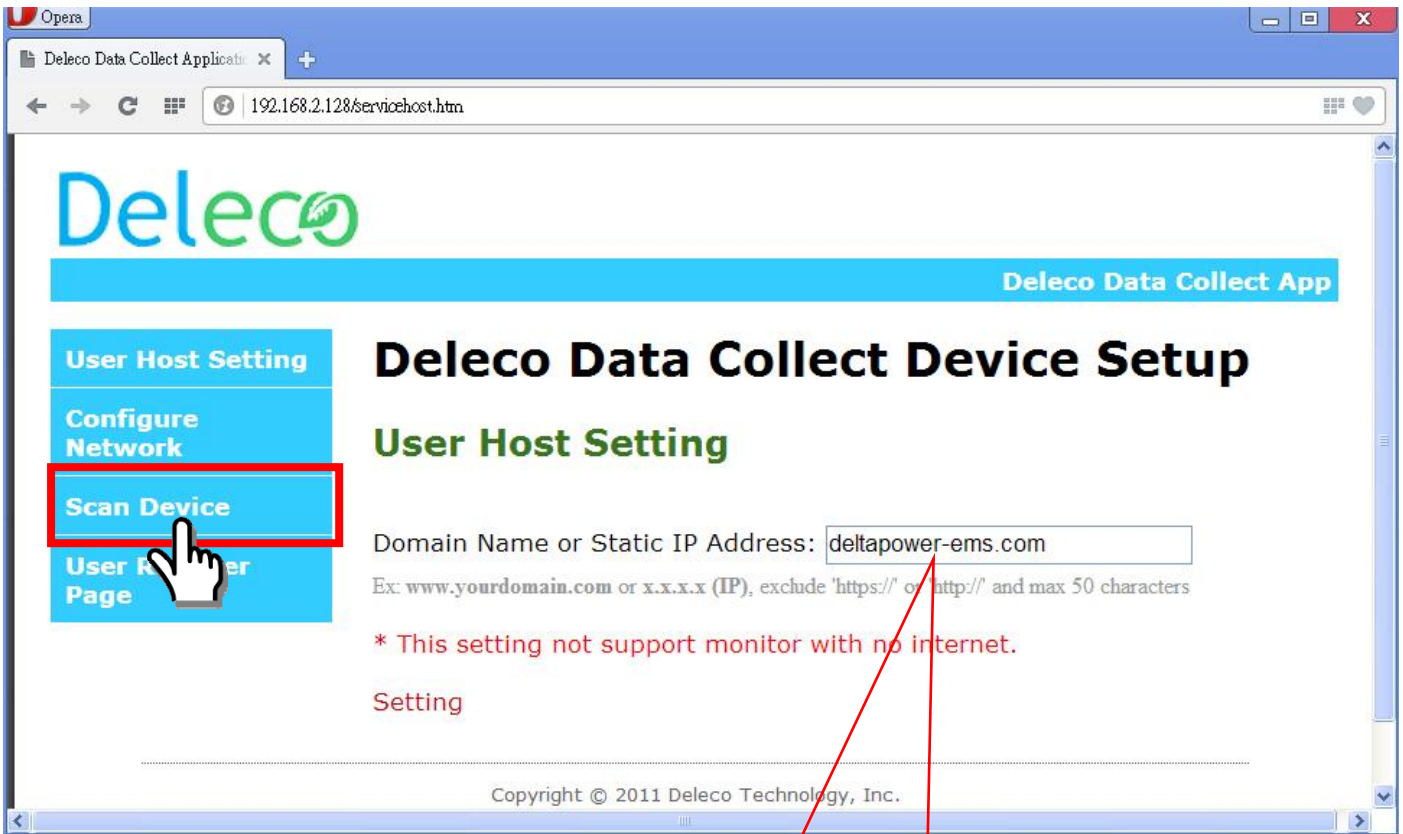 Opera
Deleco Data Collect Applicatio
192.168.2.128/servicehost.htm
Deleco
Deleco Data Collect App
User Host Setting
Configure
Network
Scan Device
User
Page
Deleco Data Collect Device Setup
User Host Setting
Domain Name or Static IP Address: deltapower-ems.com
Ex: www.yourdomain.com or x.x.x.x (IP), exclude 'https://' or 'http://' and max 50 characters
* This setting not support monitor with no internet.
Setting
Copyright © 2011 Deleco Technology, Inc.